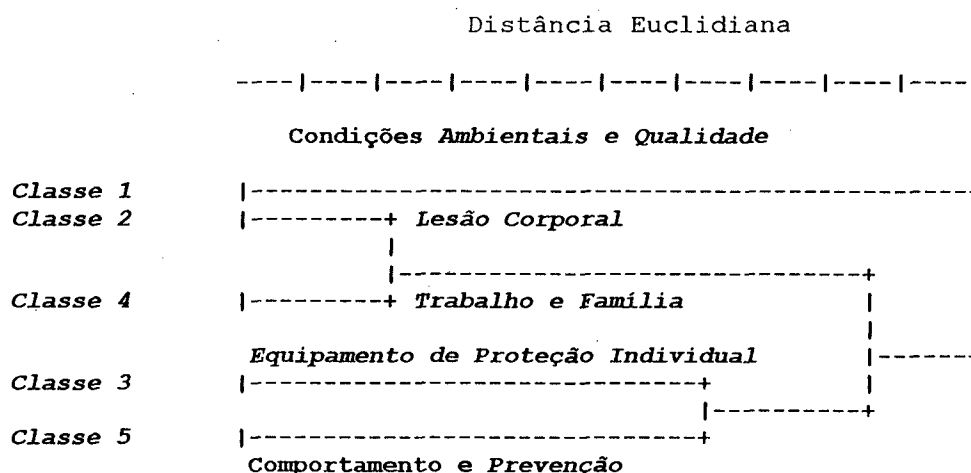 Distância Euclidiana
----|----|----|----|----|----|----|----|----|----
Condições Ambientais e Qualidade
Classe 1 |-------------------------------------------------
Classe 2 |---------+ Lesão Corporal
|
|-------------------------------+
Classe 4 |---------+ Trabalho e Família |
|
Equipamento de Proteção Individual |------
Classe 3 |------------------------------+ |
|----------+
Classe 5 |------------------------------+
Comportamento e Prevenção